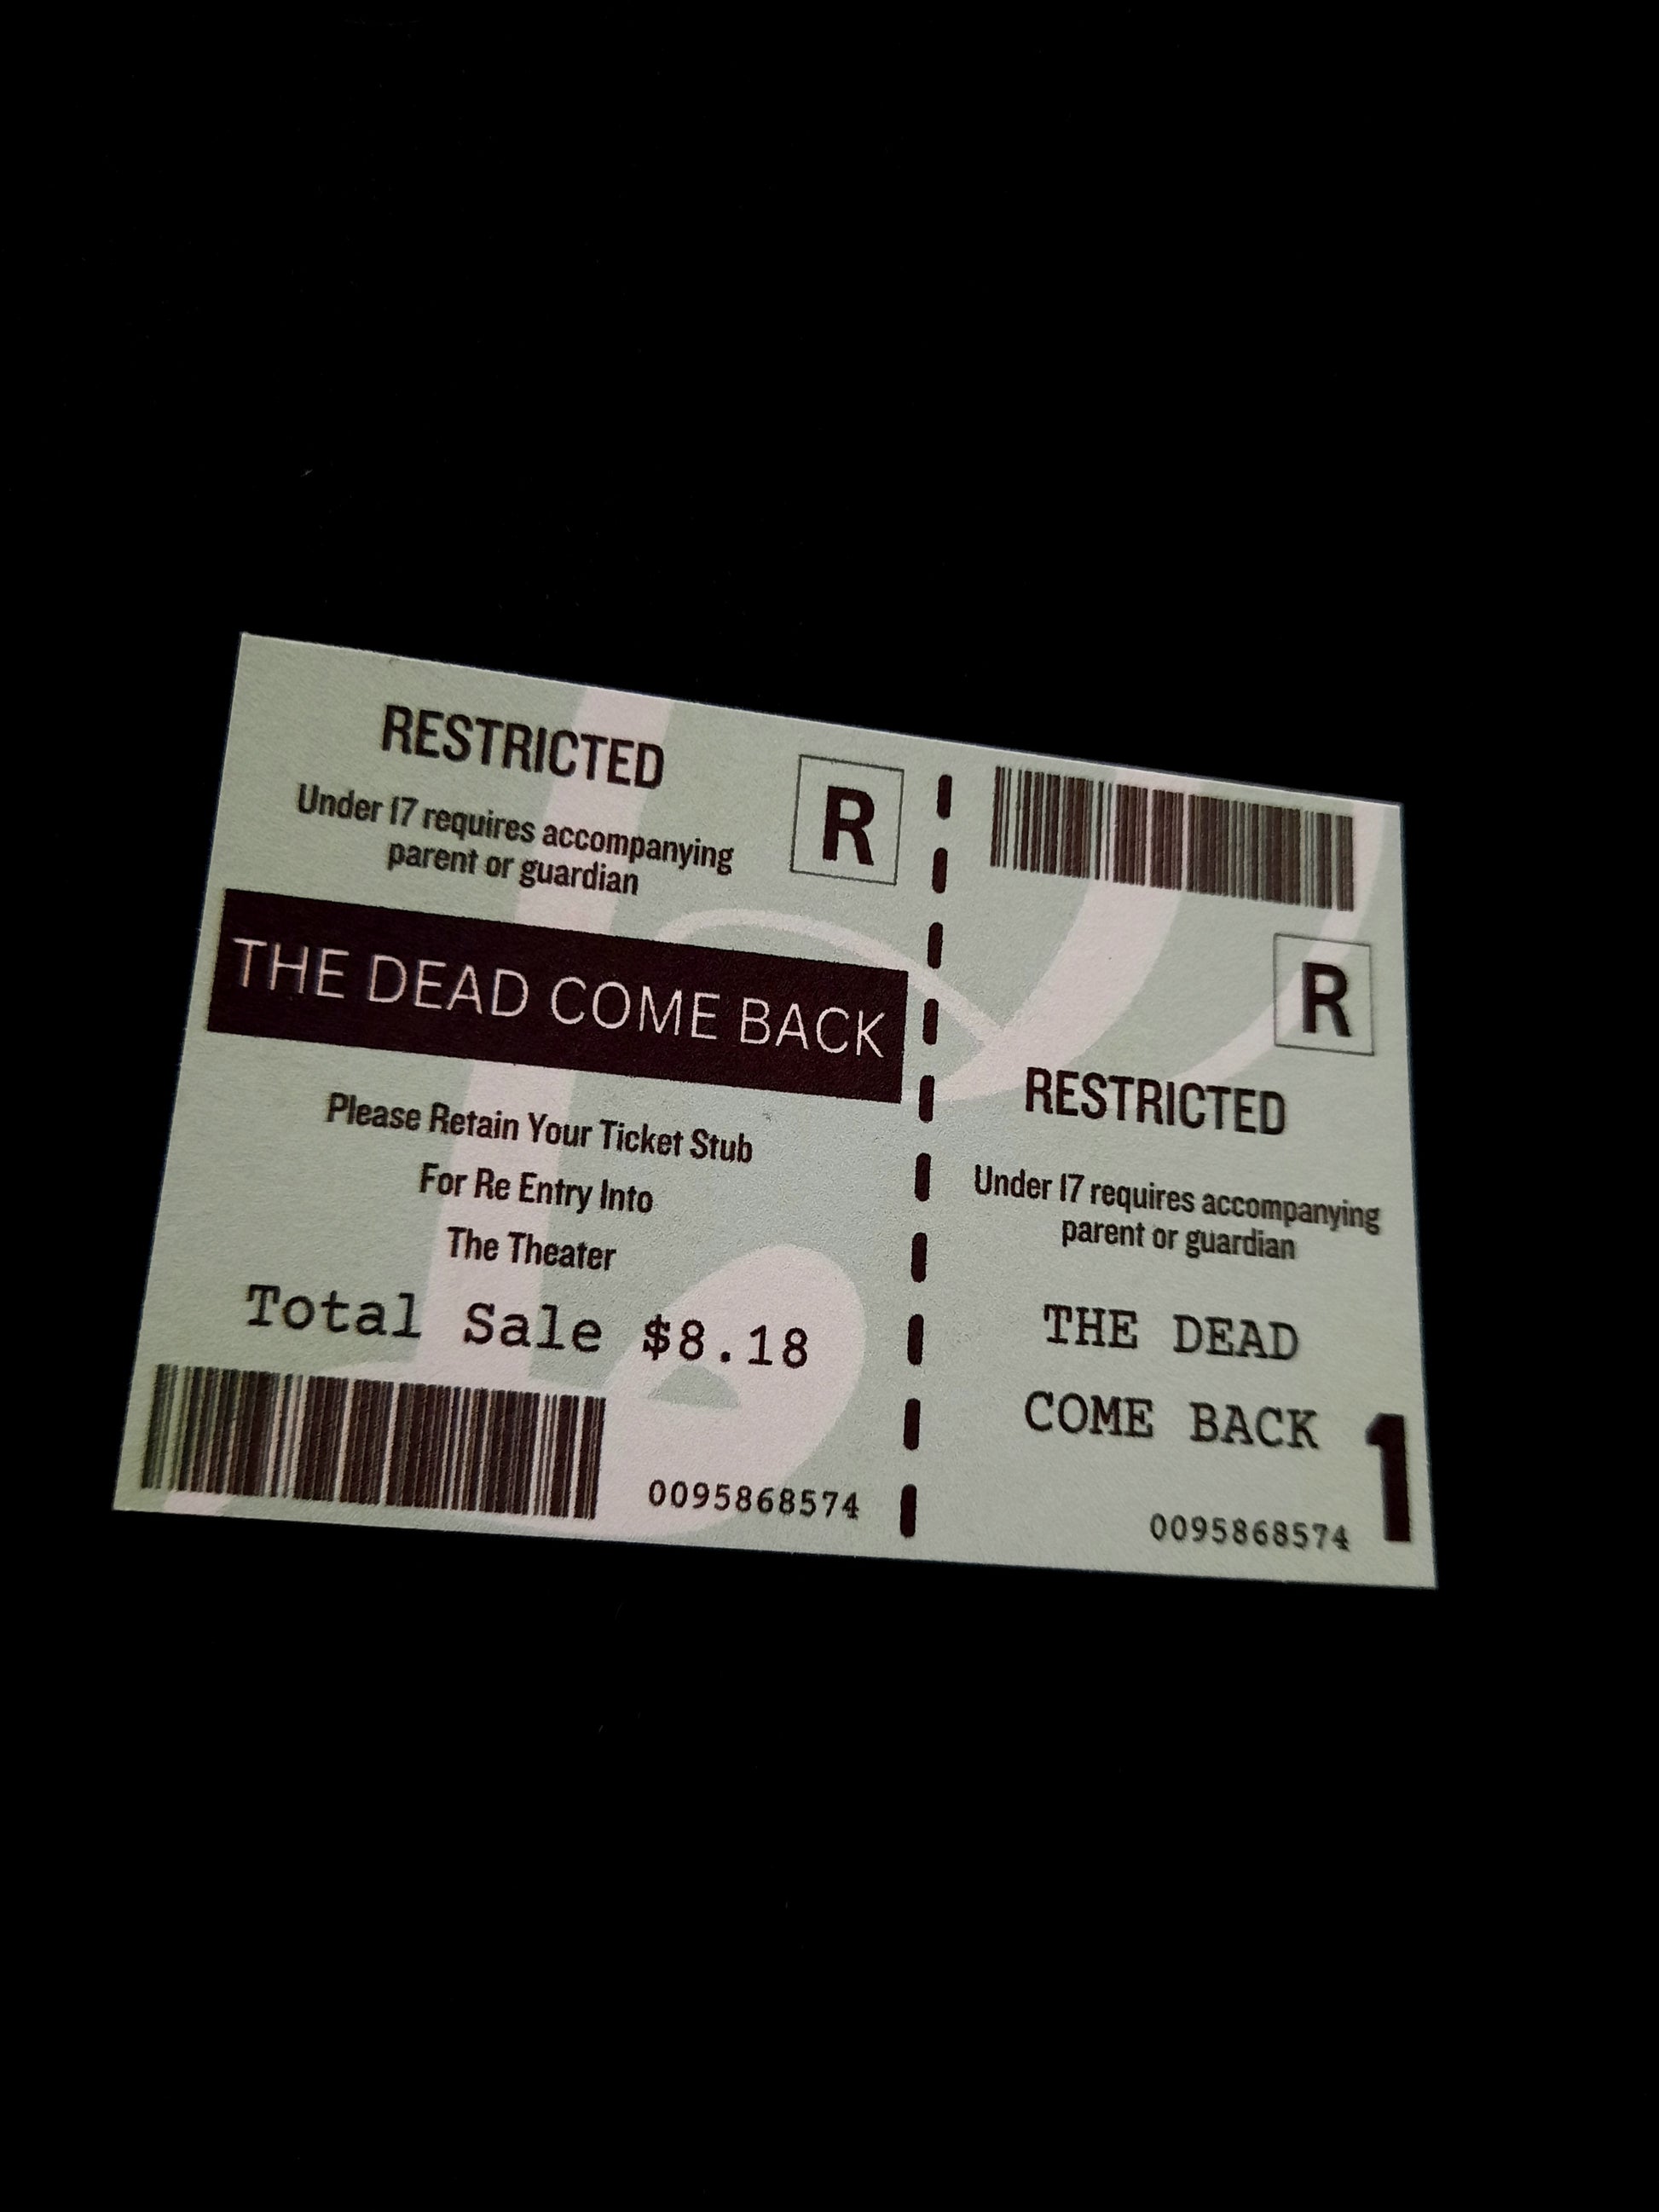 RESTRICTED
Under 17 requires accompanying
parent or guardian
R
THE DEAD COME BACK
Please Retain Your Ticket Stub
For Re Entry Into
The Theater
Total Sale $8.18
0095868574
R
RESTRICTED
Under 17 requires accompanying
parent or guardian
THE DEAD
COME BACK
1
0095868574